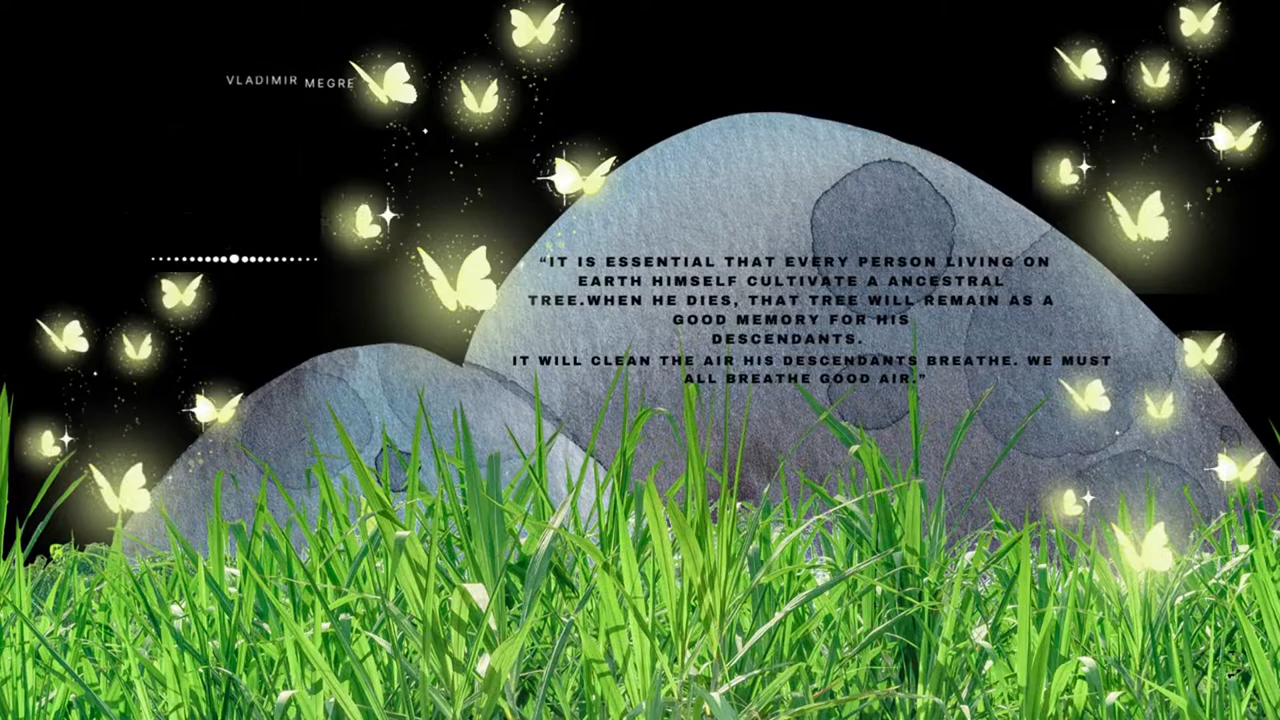 VLADIMIR MEGRE
“IT IS ESSENTIAL THAT EVERY PERSON LIVING ON
EARTH HIMSELF CULTIVATE A ANCESTRAL
TREE.WHEN HE DIES, THAT TREE WILL REMAIN AS A
GOOD MEMORY FOR HIS
DESCENDANTS.
IT WILL CLEAN THE AIR HIS DESCENDANTS BREATHE. WE MUST
ALL BREATHE GOOD AIR.”